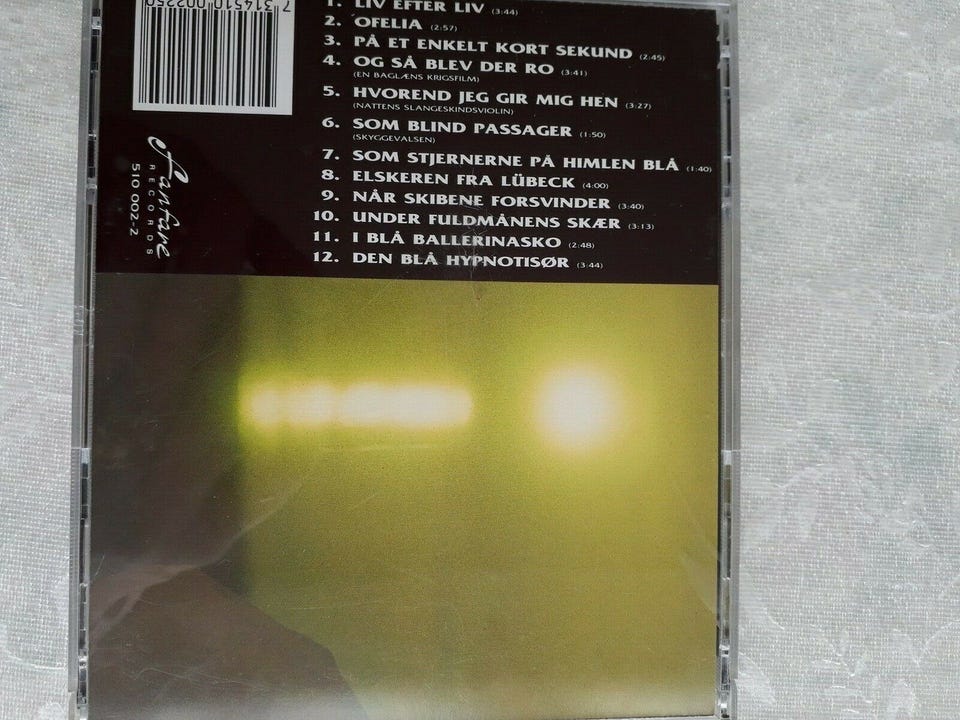 7 314510 002250
1. LIV EFTER LIV (3:44)
2. OFELIA (2:57)
3. PÅ ET ENKELT KORT SEKUND (2:45)
4. OG SÅ BLEV DER RO (3:41)
(EN BAGLÆNS KRIGSFILM)
5. HVOREND JEG GIR MIG HEN (3:27)
(NATTENS SLANGESKINDSVIOLIN)
6. SOM BLIND PASSAGER (1:50)
(SKYGGEVALSEN)
7. SOM STJERNERNE PÅ HIMLEN BLÅ (1:40)
8. ELSKEREN FRA LÜBECK (4:00)
9. NÅR SKIBENE FORSVINDER (3:40)
10. UNDER FULDMÅNENS SKÆR (3:13)
11. I BLÅ BALLERINASKO (2:48)
12. DEN BLÅ HYPNOTISØR (3:44)
Fanfare
RECORDS
510 002-2